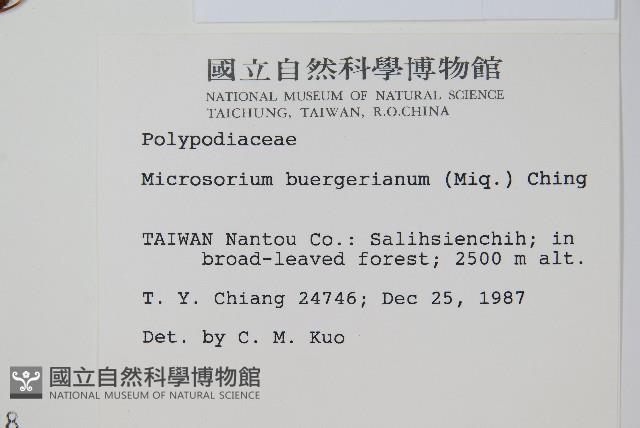 國立自然科學博物館
NATIONAL MUSEUM OF NATURAL SCIENCE
TAICHUNG, TAIWAN, R.O.CHINA
Polypodiaceae
Microsorium buergerianum (Miq.) Ching
TAIWAN Nantou Co.: Salihsienchih; in
broad-leaved forest; 2500 m alt.
T. Y. Chiang 24746; Dec 25, 1987
Det. by C. M. Kuo
國立自然科學博物館
NATIONAL MUSEUM OF NATURAL SCIENCE
8